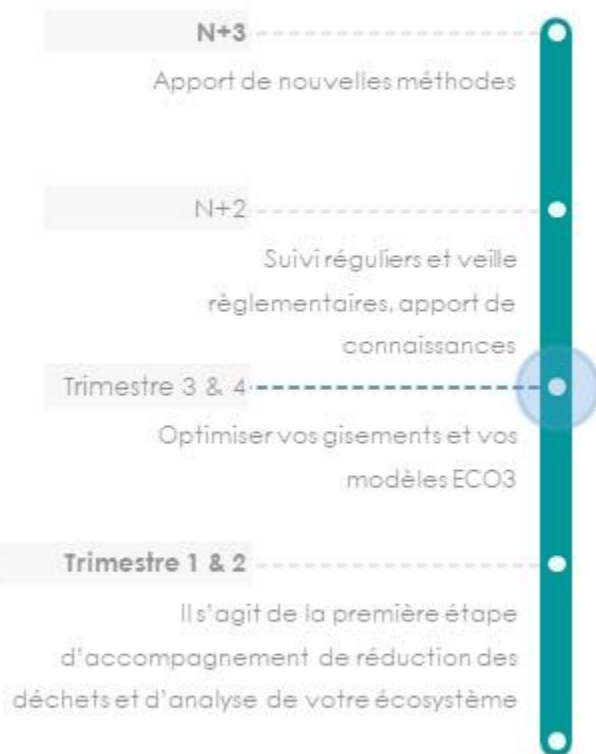 N+3
Apport de nouvelles méthodes
N+2
Suivi réguliers et veille
règlementaires, apport de
connaissances
Trimestre 3 & 4
Optimiser vos gisements et vos
modèles ECO3
Trimestre 1 & 2
Il s'agit de la première étape
d'accompagnement de réduction des
déchets et d'analyse de votre écosystème